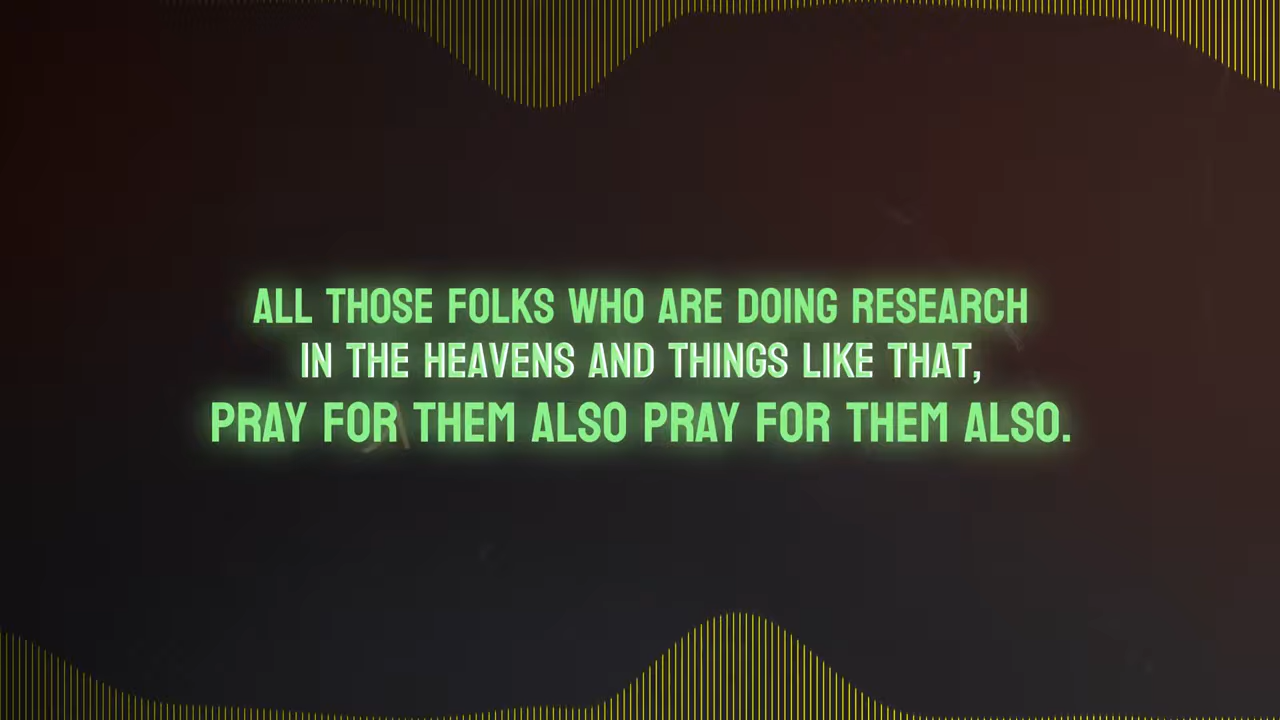 ALL THOSE FOLKS WHO ARE DOING RESEARCH
IN THE HEAVENS AND THINGS LIKE THAT,
PRAY FOR THEM ALSO PRAY FOR THEM ALSO.